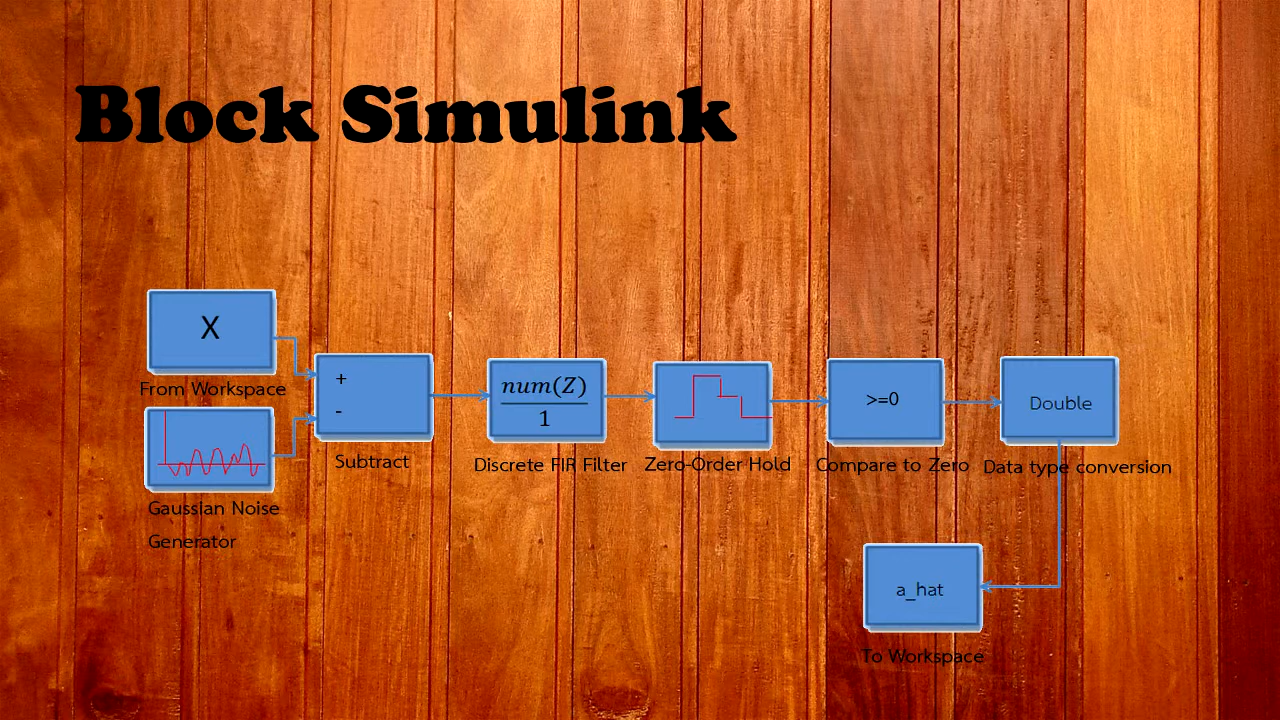 Block Simulink
X
From Workspace
Gaussian Noise
Generator
+
-
Subtract
num(Z)
1
Discrete FIR Filter
Zero-Order Hold
>=0
Compare to Zero
Double
Data type conversion
a_hat
To Workspace